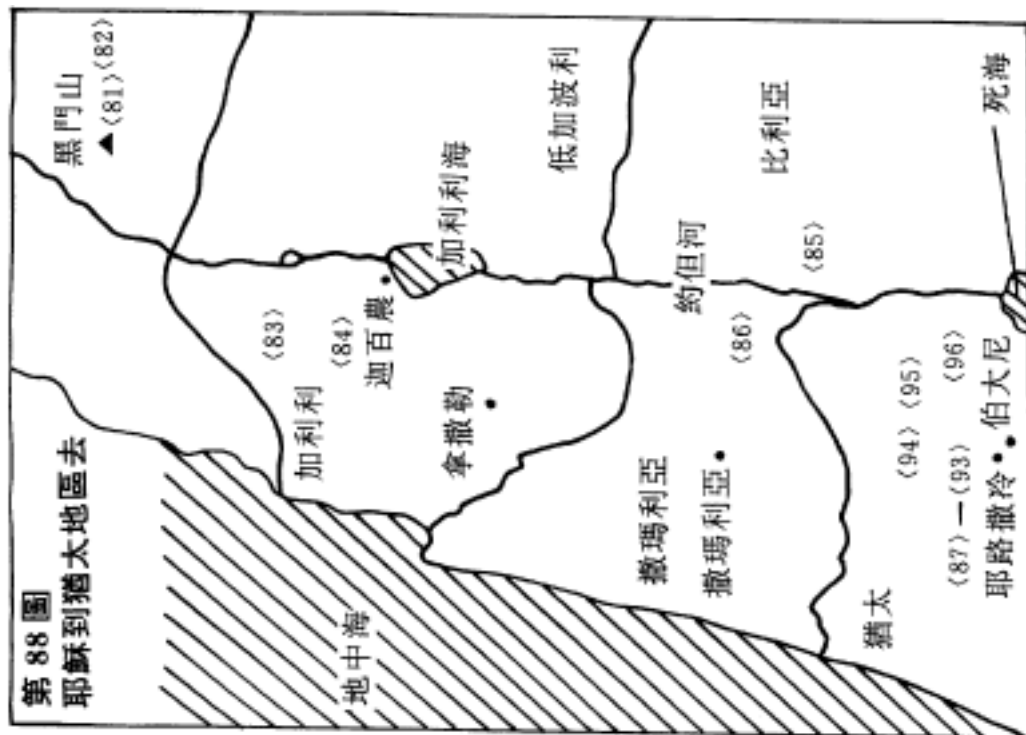 第88圖
耶穌到猶太地區去
黑門山
〈81〉〈82〉
地中海
加利利
〈83〉
〈84〉
迦百農
加利利海
拿撒勒
低加波利
撒瑪利亞
撒瑪利亞
〈86〉
約但河
〈85〉
比利亞
猶太
〈94〉〈95〉
〈87〉—〈93〉
〈96〉
耶路撒冷
伯大尼
死海